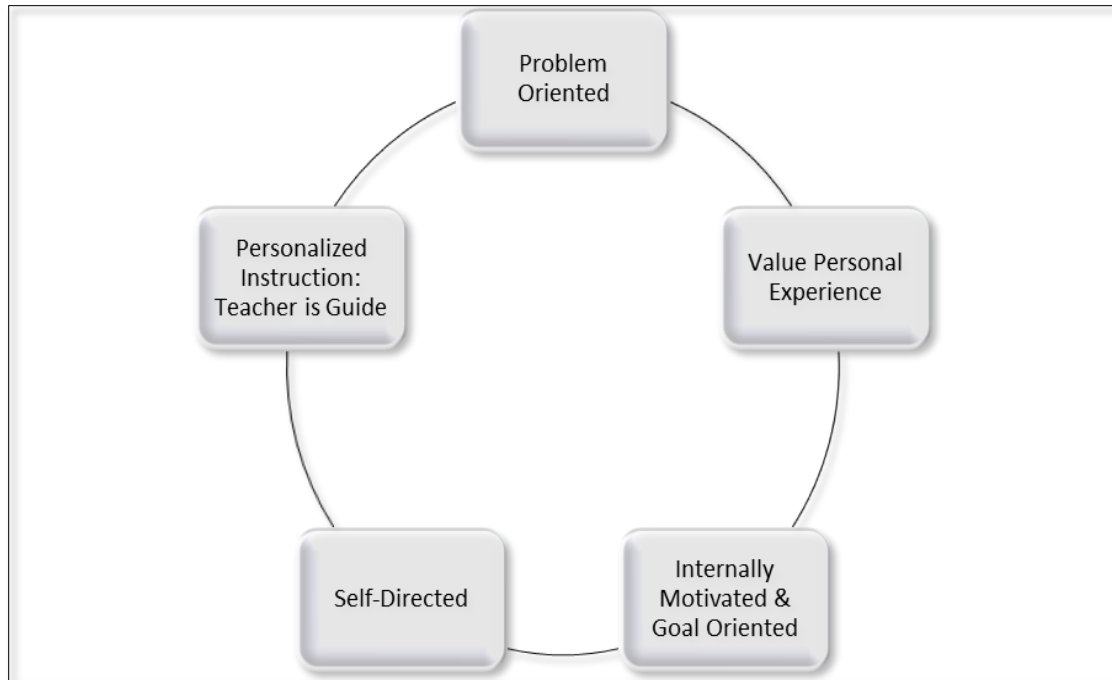 Problem
Oriented
Value Personal
Experience
Internally
Motivated &
Goal Oriented
Self-Directed
Personalized
Instruction:
Teacher is Guide